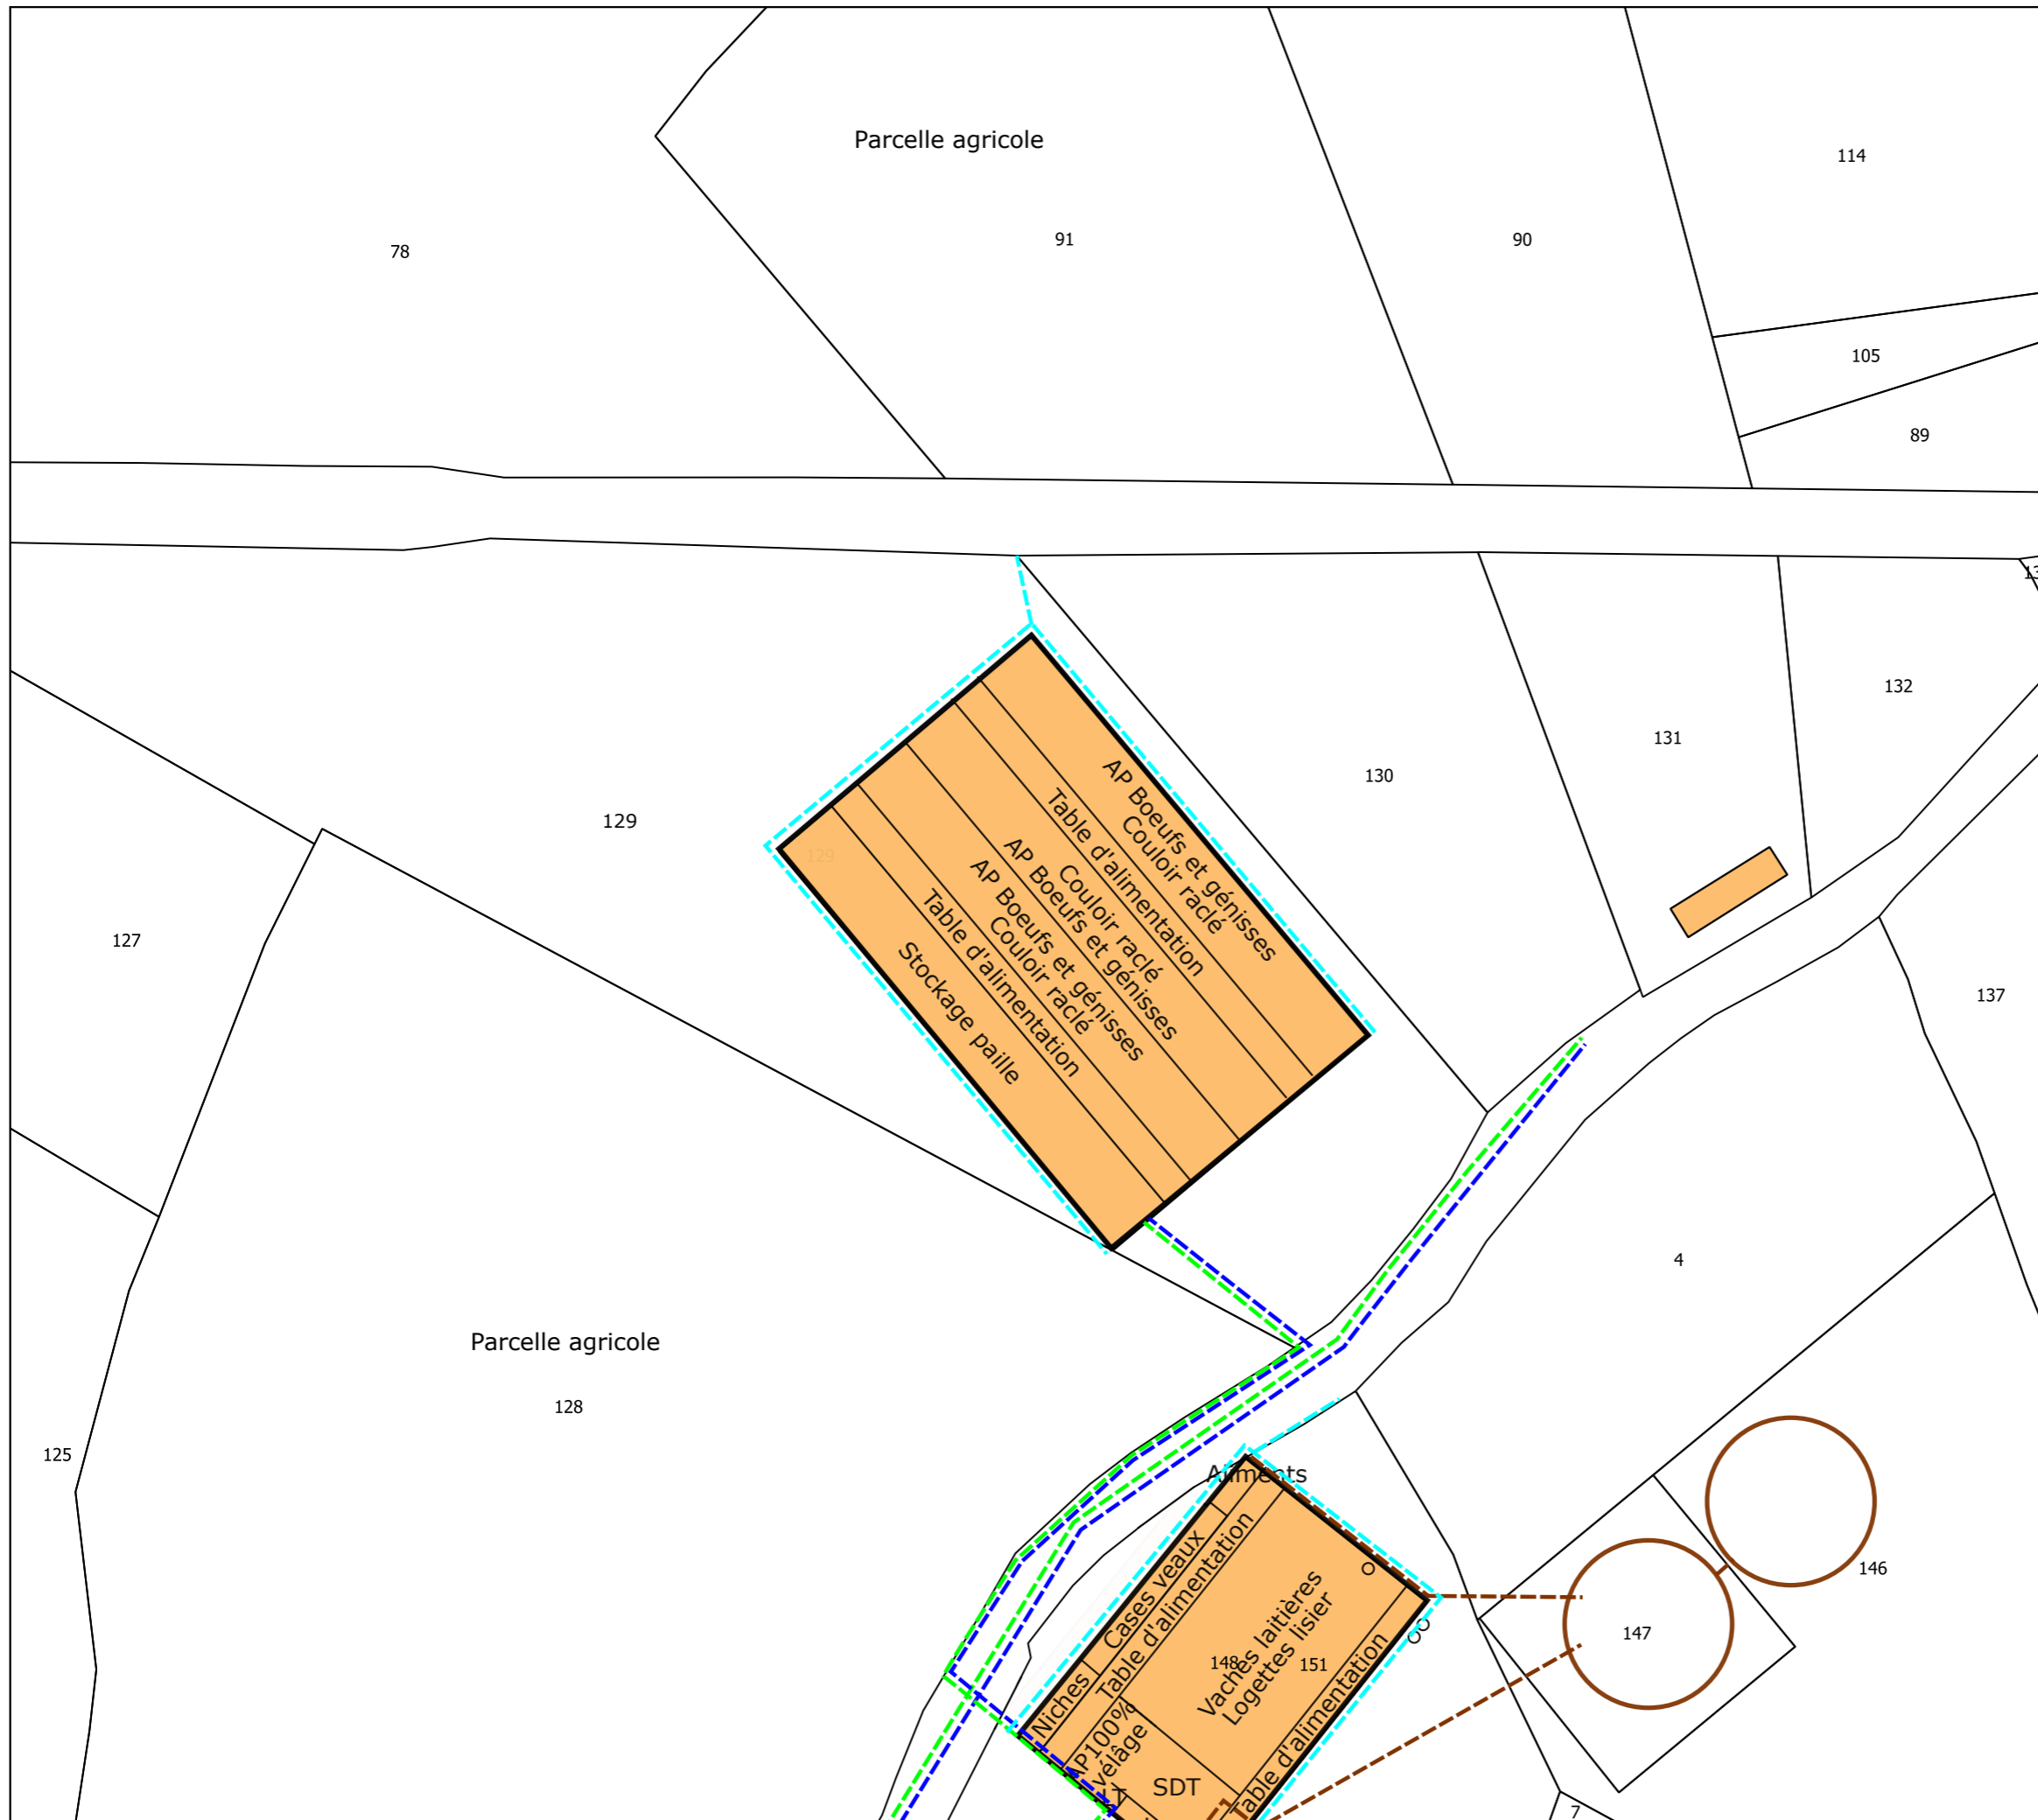 Parcelle agricole
114
78
91
90
105
89
132
131
130
129
129
127
137
AP Boeufs et génisses
Couloir raclé
Table d'alimentation
Couloir raclé
AP Boeufs et génisses
AP Boeufs et génisses
Couloir raclé
Table d'alimentation
Stockage paille
4
Parcelle agricole
128
125
Aliments
146
147
Cases veaux
Niches
Table d'alimentation
Vaches laitières
Logettes lisier
148
151
Table d'alimentation
AP100%
vélâge
SDT
7